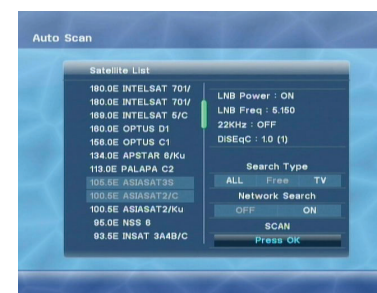 Auto Scan
Satellite List
180.0E INTELSAT 701/
180.0E INTELSAT 701/
169.0E INTELSAT 5/C
160.0E OPTUS D1
156.0E OPTUS C1
134.0E APSTAR 6/Ku
113.0E PALAPA C2
105.5E ASIASAT3S
100.5E ASIASAT2/C
100.5E ASIASAT2/Ku
95.0E NSS 6
93.5E INSAT 3A4B/C
LNB Power : ON
LNB Freq : 5.150
22KHz : OFF
DiSEqC : 1.0 (1)
Search Type
ALL Free TV
Network Search
OFF ON
SCAN
Press OK